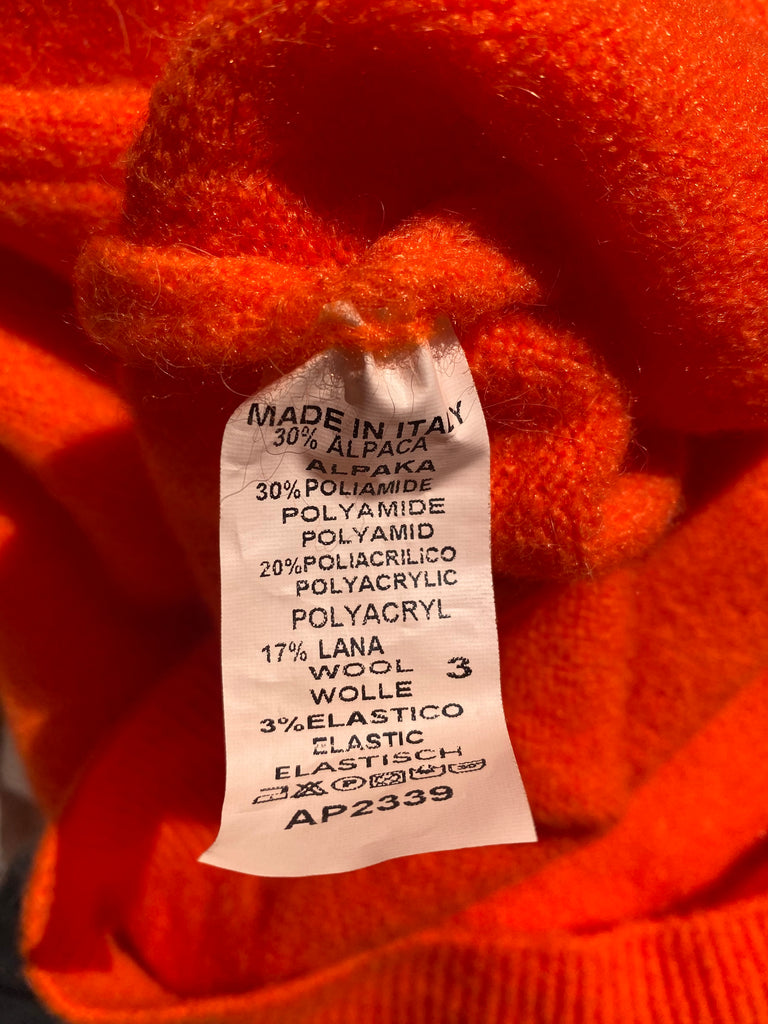 MADE IN ITALY
30% ALPACA
ALPAKA
30% POLIAMIDE
POLYAMIDE
POLYAMID
20% POLIACRILICO
POLYACRYLIC
POLYACRYL
17% LANA
WOOL 3
WOLLE
3% ELASTICO
ELASTIC
ELASTISCH
P
AP2339